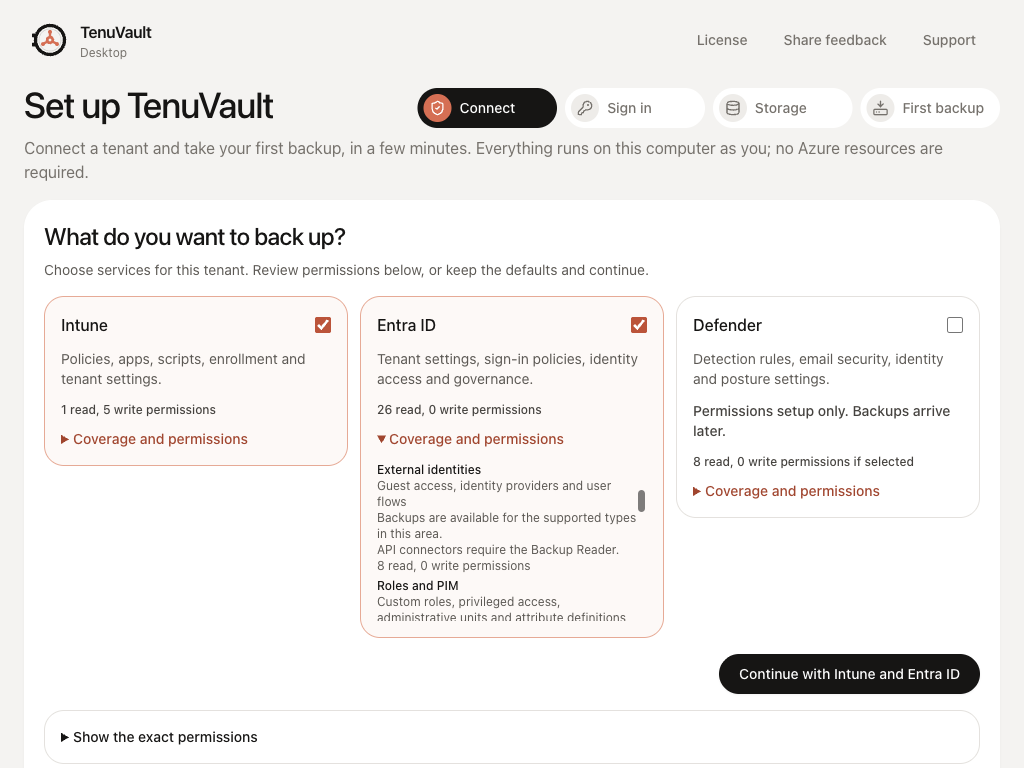 TenuVault
Desktop
License
Share feedback
Support
Set up TenuVault
Connect
Sign in
Storage
First backup
Connect a tenant and take your first backup, in a few minutes. Everything runs on this computer as you; no Azure resources are
required.
What do you want to back up?
Choose services for this tenant. Review permissions below, or keep the defaults and continue.
Intune
Policies, apps, scripts, enrollment and
tenant settings.
1 read, 5 write permissions
Coverage and permissions
Entra ID
Tenant settings, sign-in policies, identity
access and governance.
26 read, 0 write permissions
Coverage and permissions
External identities
Guest access, identity providers and user
flows
Backups are available for the supported types
in this area.
API connectors require the Backup Reader.
8 read, 0 write permissions
Roles and PIM
Custom roles, privileged access,
administrative units and attribute definitions
Defender
Detection rules, email security, identity
and posture settings.
Permissions setup only. Backups arrive
later.
8 read, 0 write permissions if selected
Coverage and permissions
Continue with Intune and Entra ID
Show the exact permissions